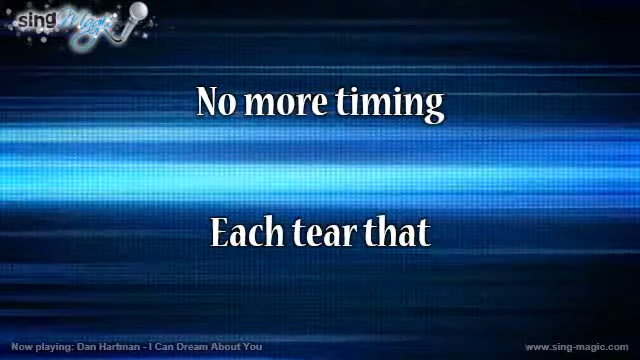 sing Magic
No more timing
Each tear that
Now playing: Dan Hartman - I Can Dream About You
www.sing-magic.com